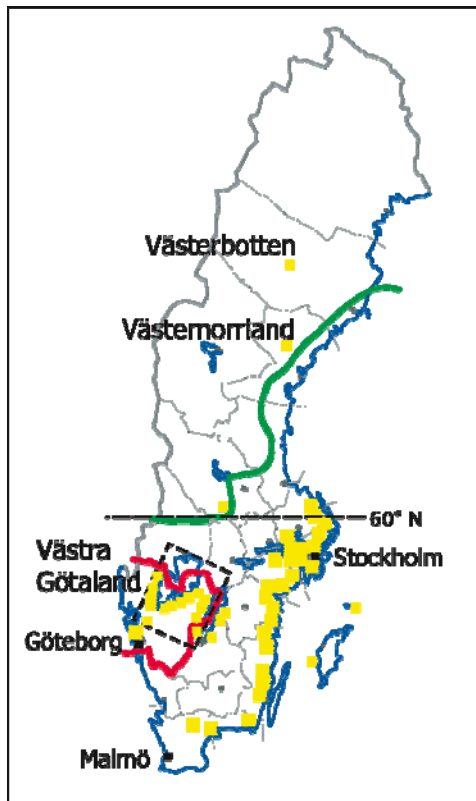 Västerbotten
Västernorrland
60° N
Västra
Götaland
Stockholm
Göteborg
Malmö